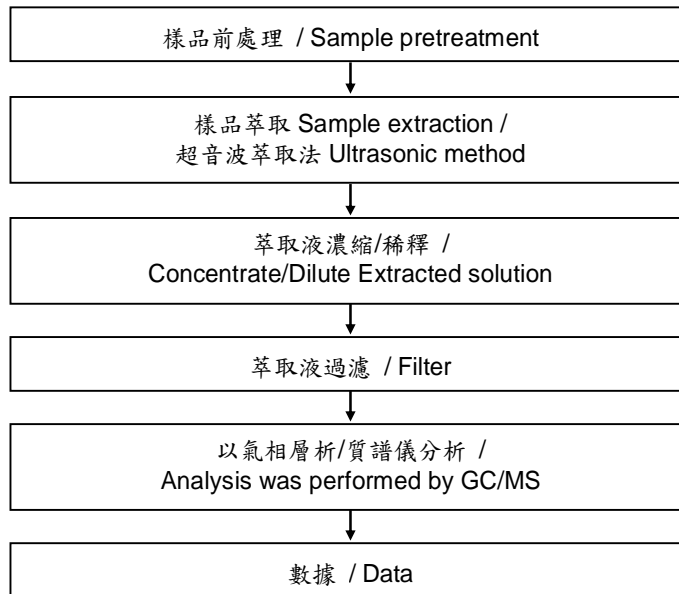 樣品前處理 / Sample pretreatment
樣品萃取 Sample extraction /
超音波萃取法 Ultrasonic method
萃取液濃縮/稀釋 /
Concentrate/Dilute Extracted solution
萃取液過濾 / Filter
以氣相層析/質譜儀分析 /
Analysis was performed by GC/MS
數據 / Data